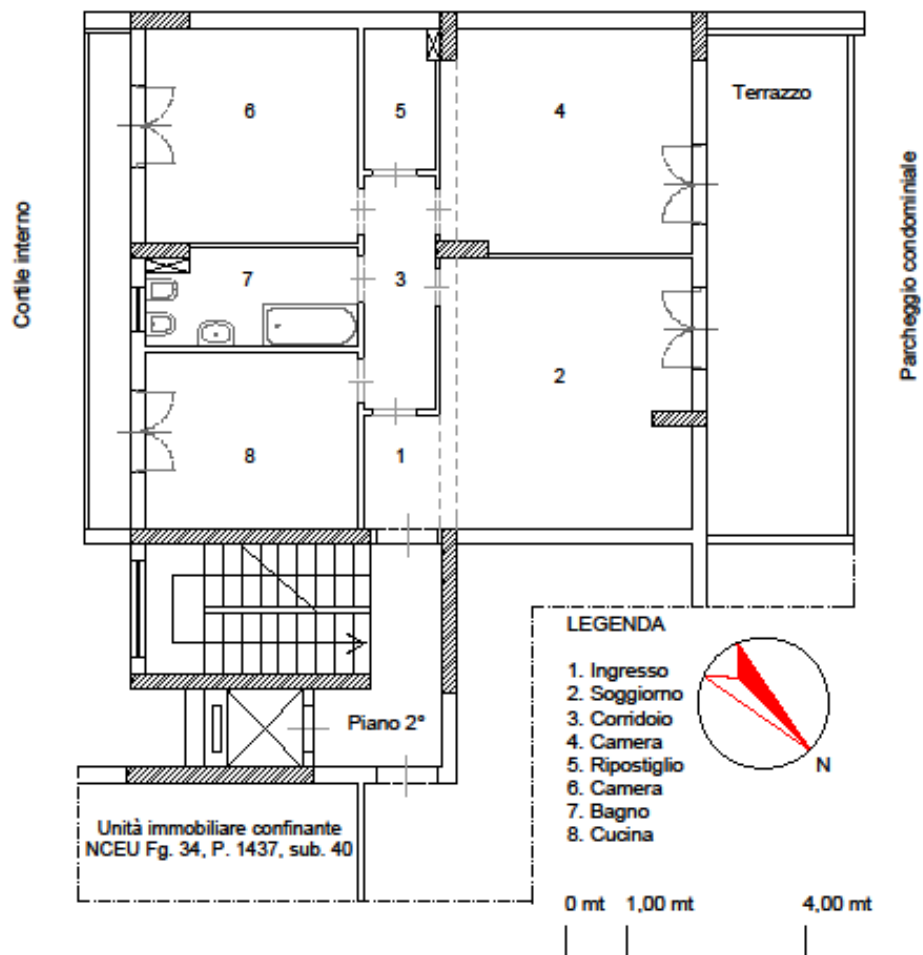 6
5
4
Terrazzo
Cortile interno
Parcheggio condominiale
7
3
2
8
1
LEGENDA
1. Ingresso
2. Soggiorno
3. Corridoio
4. Camera
5. Ripostiglio
6. Camera
7. Bagno
8. Cucina
N
Piano 2°
Unità immobiliare confinante
NCEU Fg. 34, P. 1437, sub. 40
0 mt 1,00 mt 4,00 mt